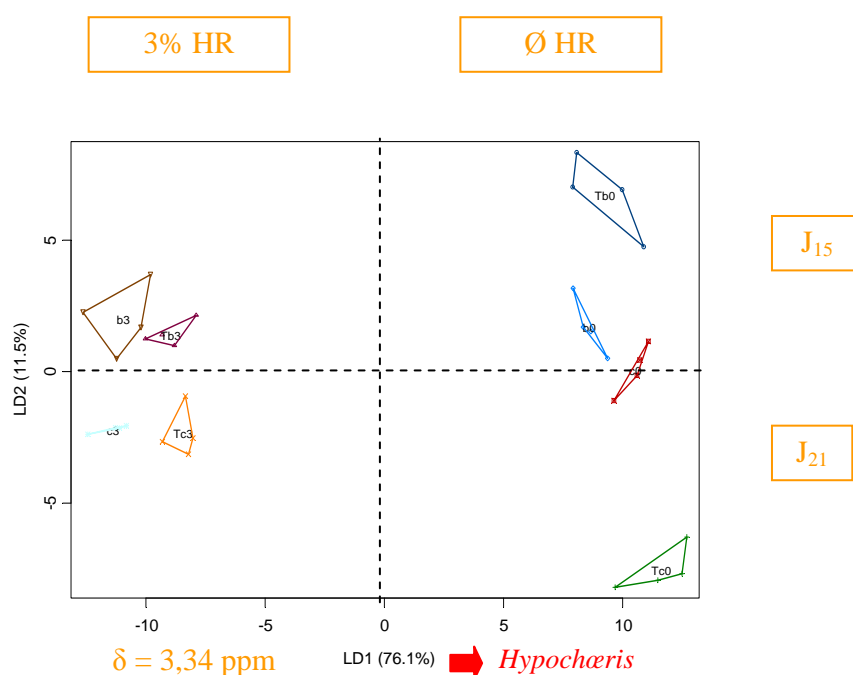 3% HR
Ø HR
Tb0
J15
5
b3
Tb3
b0
c0
LD2 (11.5%)
0
c3
Tc3
J21
-5
Tc0
-10
-5
0
5
10
δ = 3,34 ppm
LD1 (76.1%)
Hypochœris